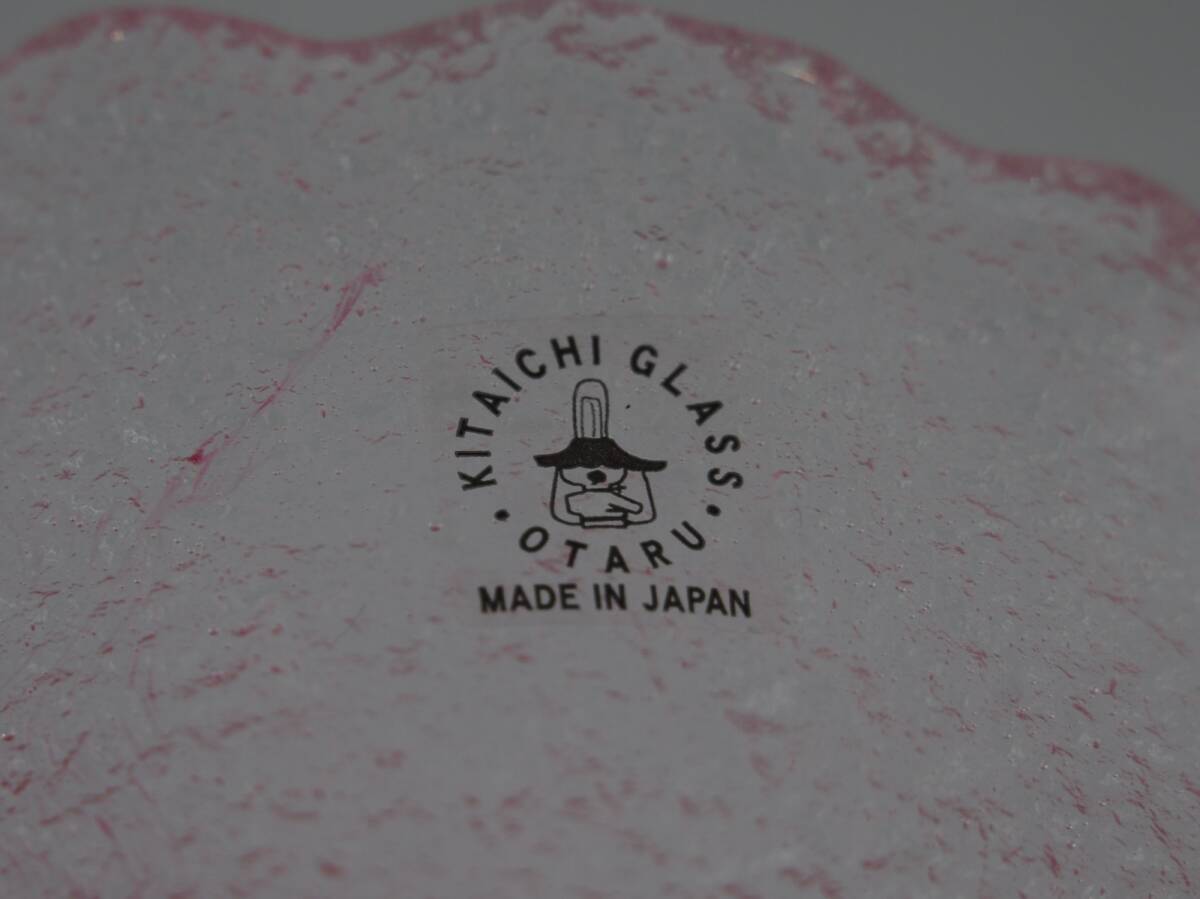 KITAICHI GLASS
• OTARU •
MADE IN JAPAN